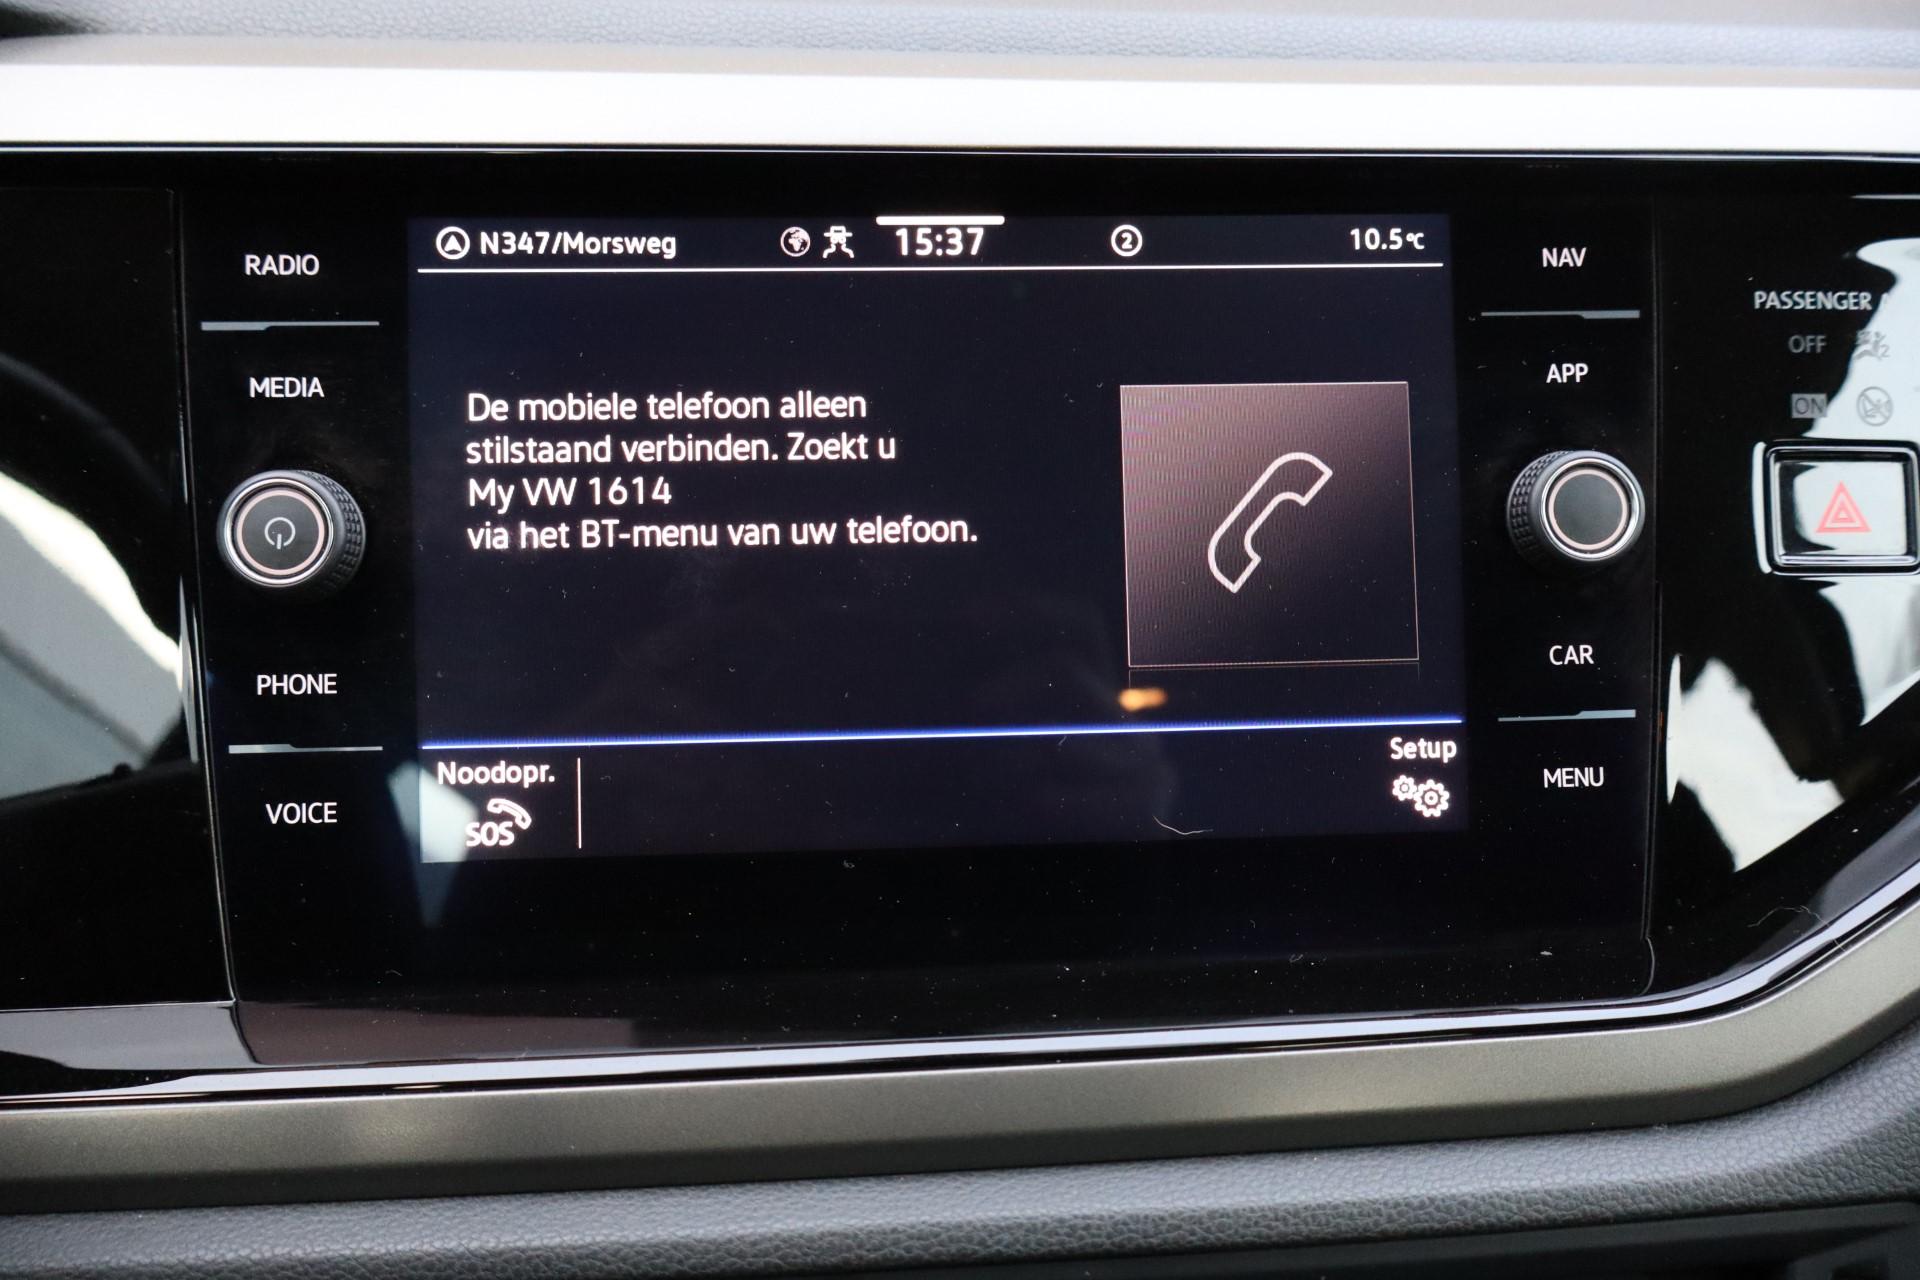 N347/Morsweg
15:37
2
10.5°C
RADIO
MEDIA
PHONE
VOICE
De mobiele telefoon alleen
stilstaand verbinden. Zoekt u
My VW 1614
via het BT-menu van uw telefoon.
Noodopr.
SOS
Setup
NAV
APP
CAR
MENU
PASSENGER
OFF
ON